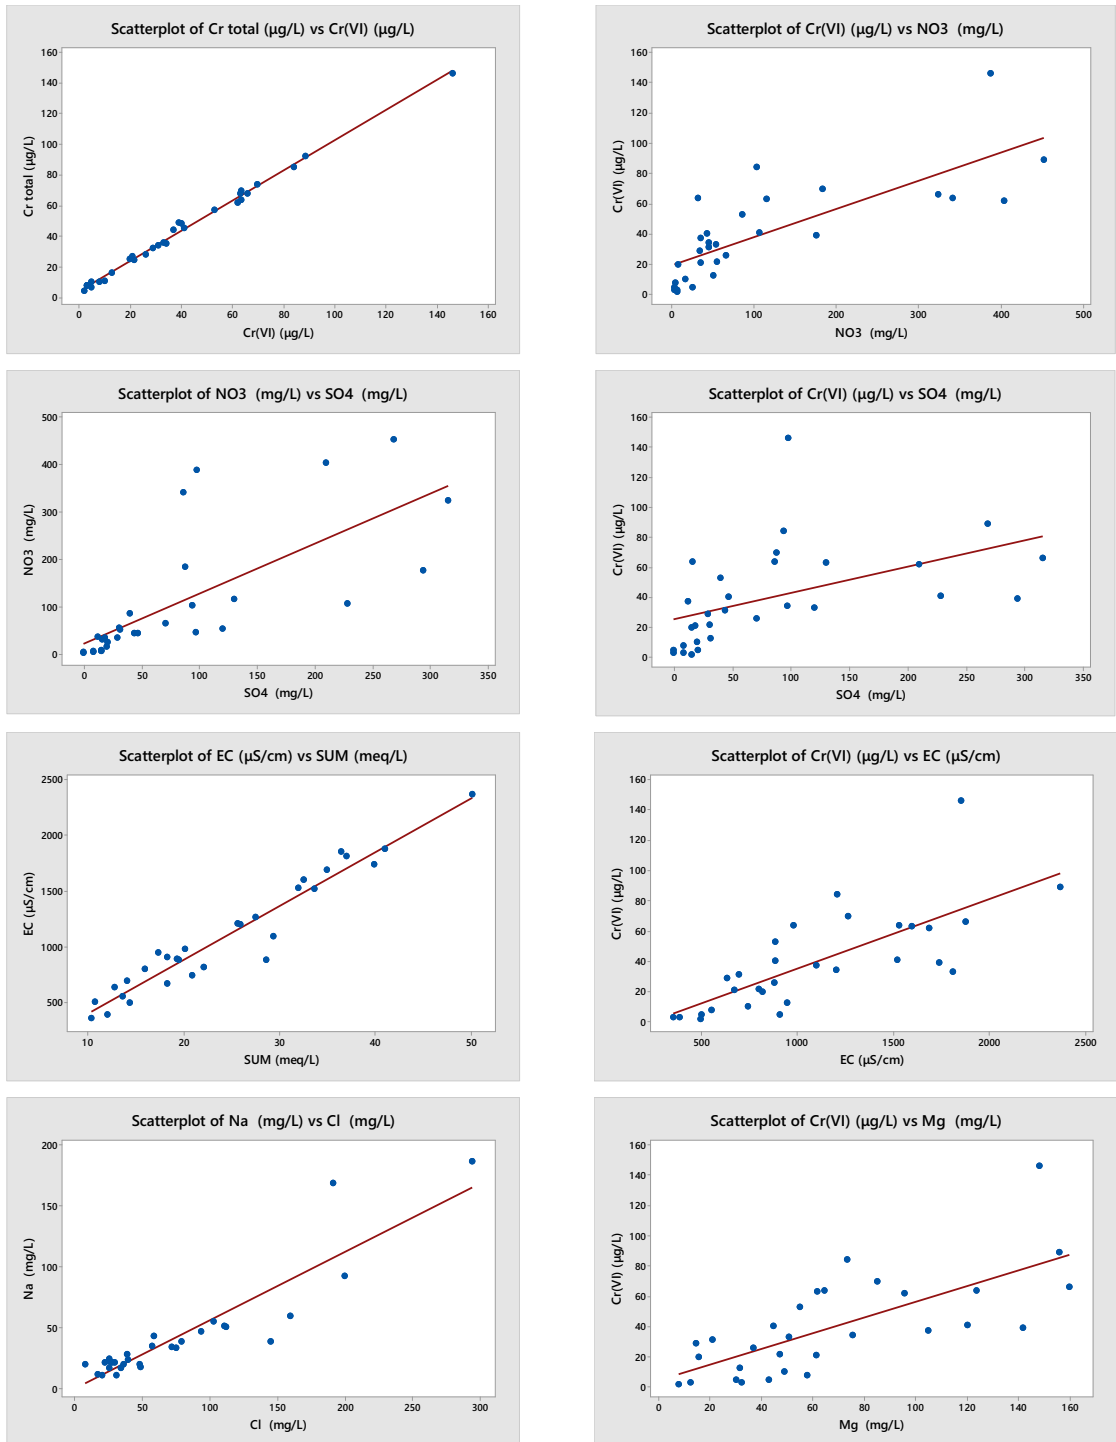 Scatterplot of Cr total (µg/L) vs Cr(VI) (µg/L)
160
140
120
100
80
60
40
20
0
Cr total (µg/L)
0 20 40 60 80 100 120 140 160
Cr(VI) (µg/L)
Scatterplot of Cr(VI) (µg/L) vs NO3 (mg/L)
160
140
120
100
80
60
40
20
0
Cr(VI) (µg/L)
0 100 200 300 400 500
NO3 (mg/L)
Scatterplot of NO3 (mg/L) vs SO4 (mg/L)
500
400
300
200
100
0
NO3 (mg/L)
0 50 100 150 200 250 300 350
SO4 (mg/L)
Scatterplot of Cr(VI) (µg/L) vs SO4 (mg/L)
160
140
120
100
80
60
40
20
0
Cr(VI) (µg/L)
0 50 100 150 200 250 300 350
SO4 (mg/L)
Scatterplot of EC (µS/cm) vs SUM (meq/L)
2500
2000
1500
1000
500
EC (µS/cm)
10 20 30 40 50
SUM (meq/L)
Scatterplot of Cr(VI) (µg/L) vs EC (µS/cm)
160
140
120
100
80
60
40
20
0
Cr(VI) (µg/L)
500 1000 1500 2000 2500
EC (µS/cm)
Scatterplot of Na (mg/L) vs Cl (mg/L)
200
150
100
50
0
Na (mg/L)
0 50 100 150 200 250 300
Cl (mg/L)
Scatterplot of Cr(VI) (µg/L) vs Mg (mg/L)
160
140
120
100
80
60
40
20
0
Cr(VI) (µg/L)
0 20 40 60 80 100 120 140 160
Mg (mg/L)